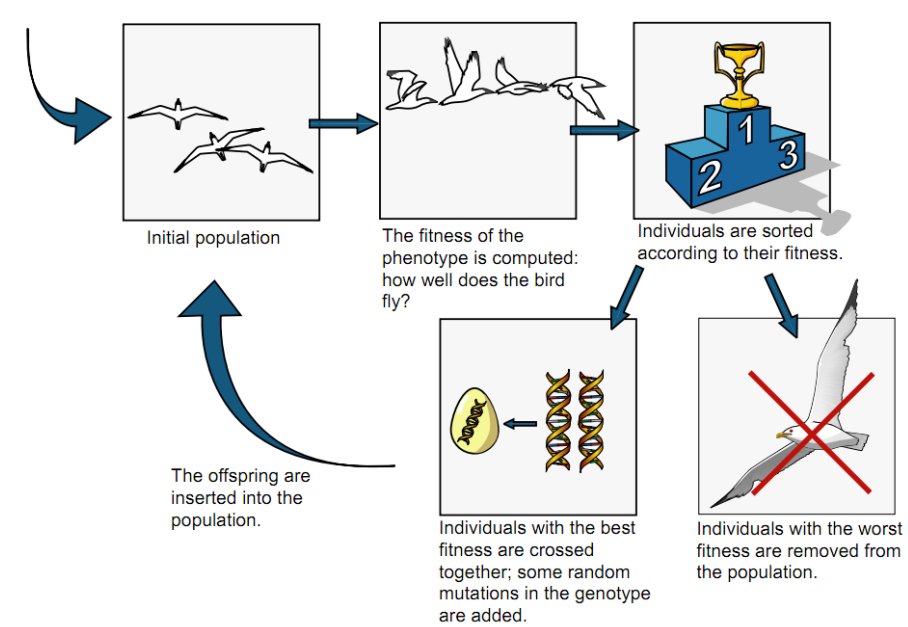 1
2
3
Initial population
The fitness of the
phenotype is computed:
how well does the bird
fly?
Individuals are sorted
according to their fitness.
The offspring are
inserted into the
population.
Individuals with the best
fitness are crossed
together; some random
mutations in the genotype
are added.
Individuals with the worst
fitness are removed from
the population.